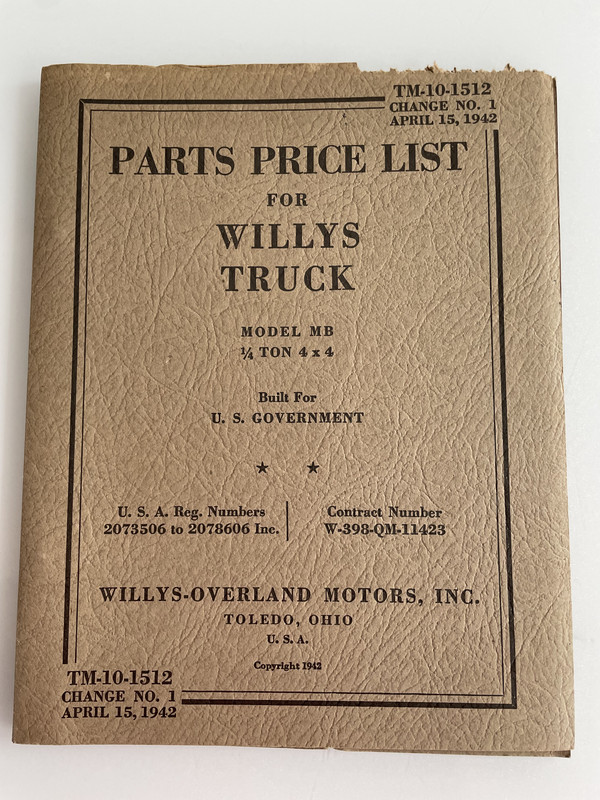 TM-10-1512
CHANGE NO. 1
APRIL 15, 1942
PARTS PRICE LIST
FOR
WILLYS
TRUCK
MODEL MB
¼ TON 4 x 4
Built For
U. S. GOVERNMENT
U. S. A. Reg. Numbers
2073506 to 2078606 Inc.
Contract Number
W-398-QM-11423
WILLYS-OVERLAND MOTORS, INC.
TOLEDO, OHIO
U. S. A.
Copyright 1942
TM-10-1512
CHANGE NO. 1
APRIL 15, 1942